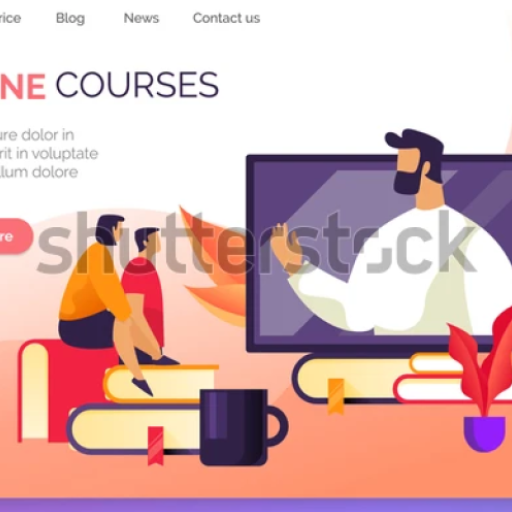 rice Blog News Contact us
NE COURSES
ure dolor in
rit in voluptate
llum dolore
re
shutterstock